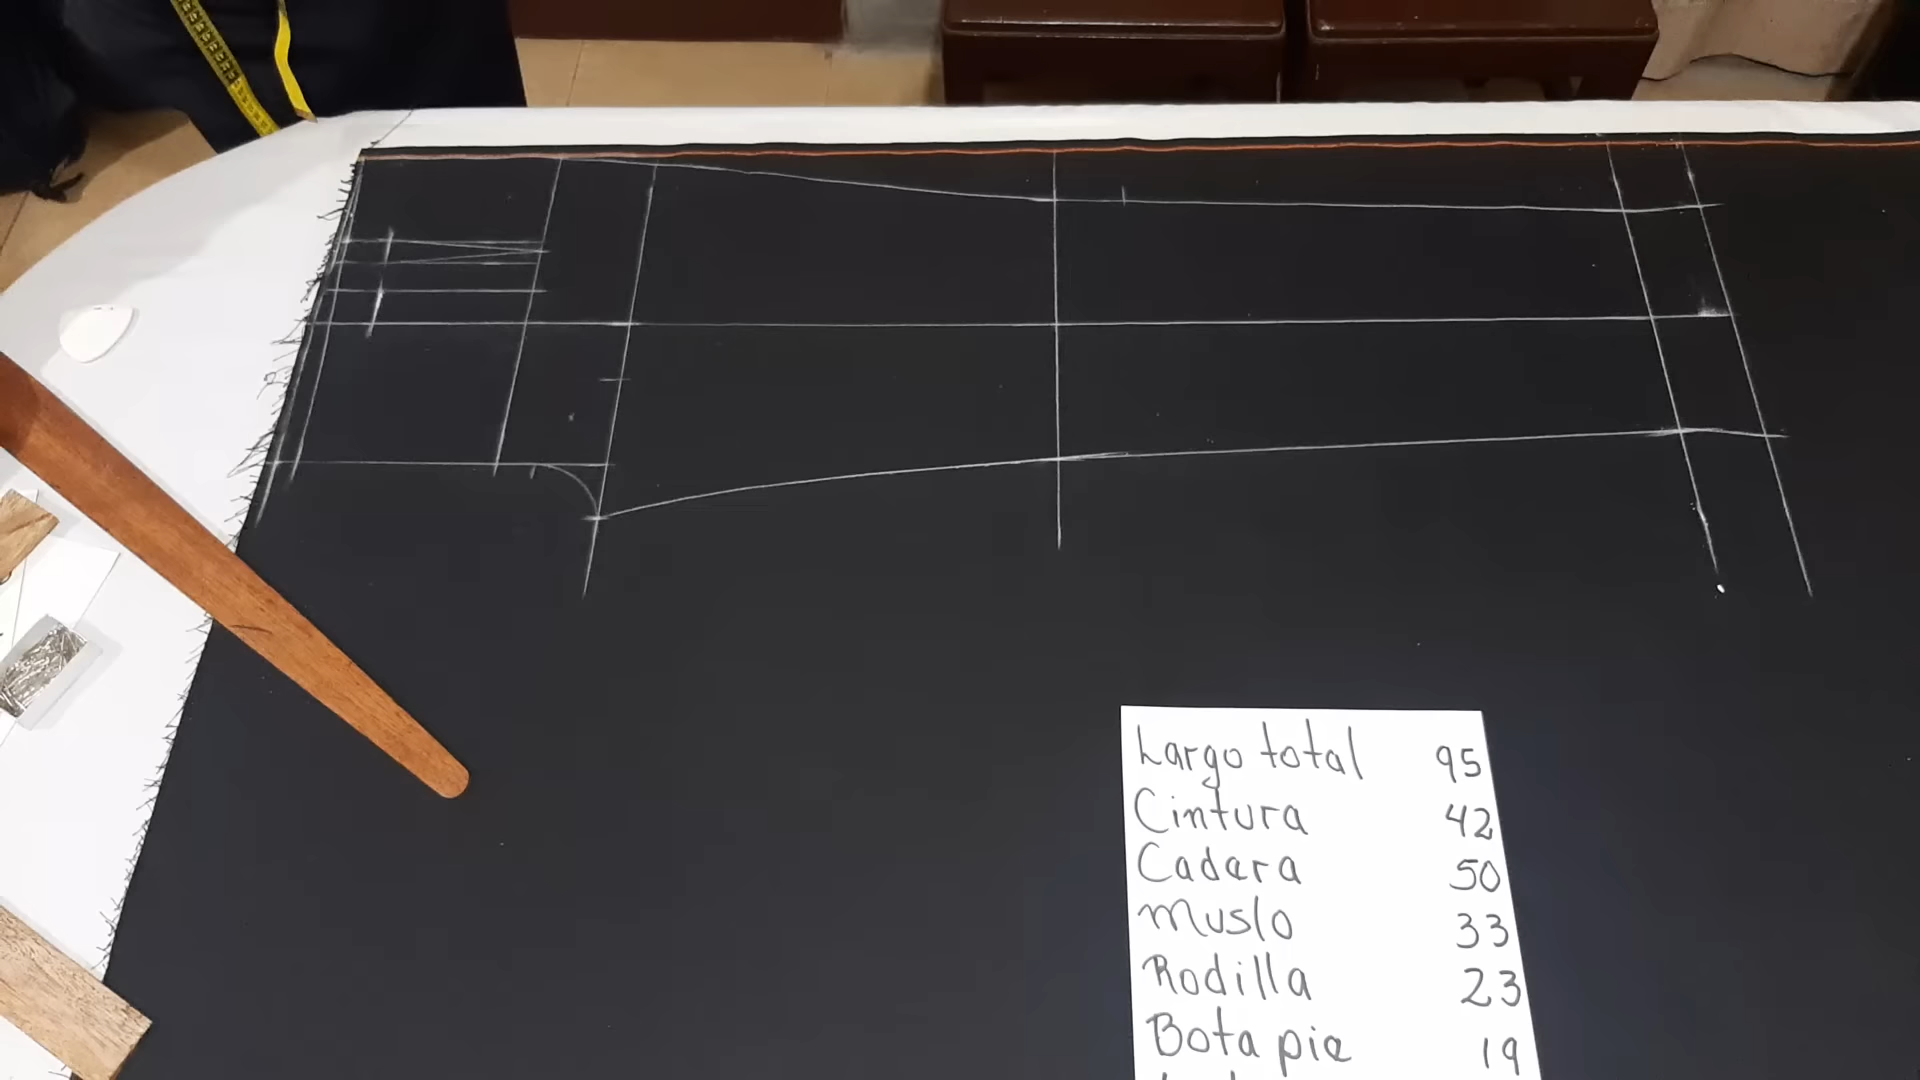 Largo total 95
Cintura 42
Cadera 50
Muslo 33
Rodilla 23
Bota pie 19